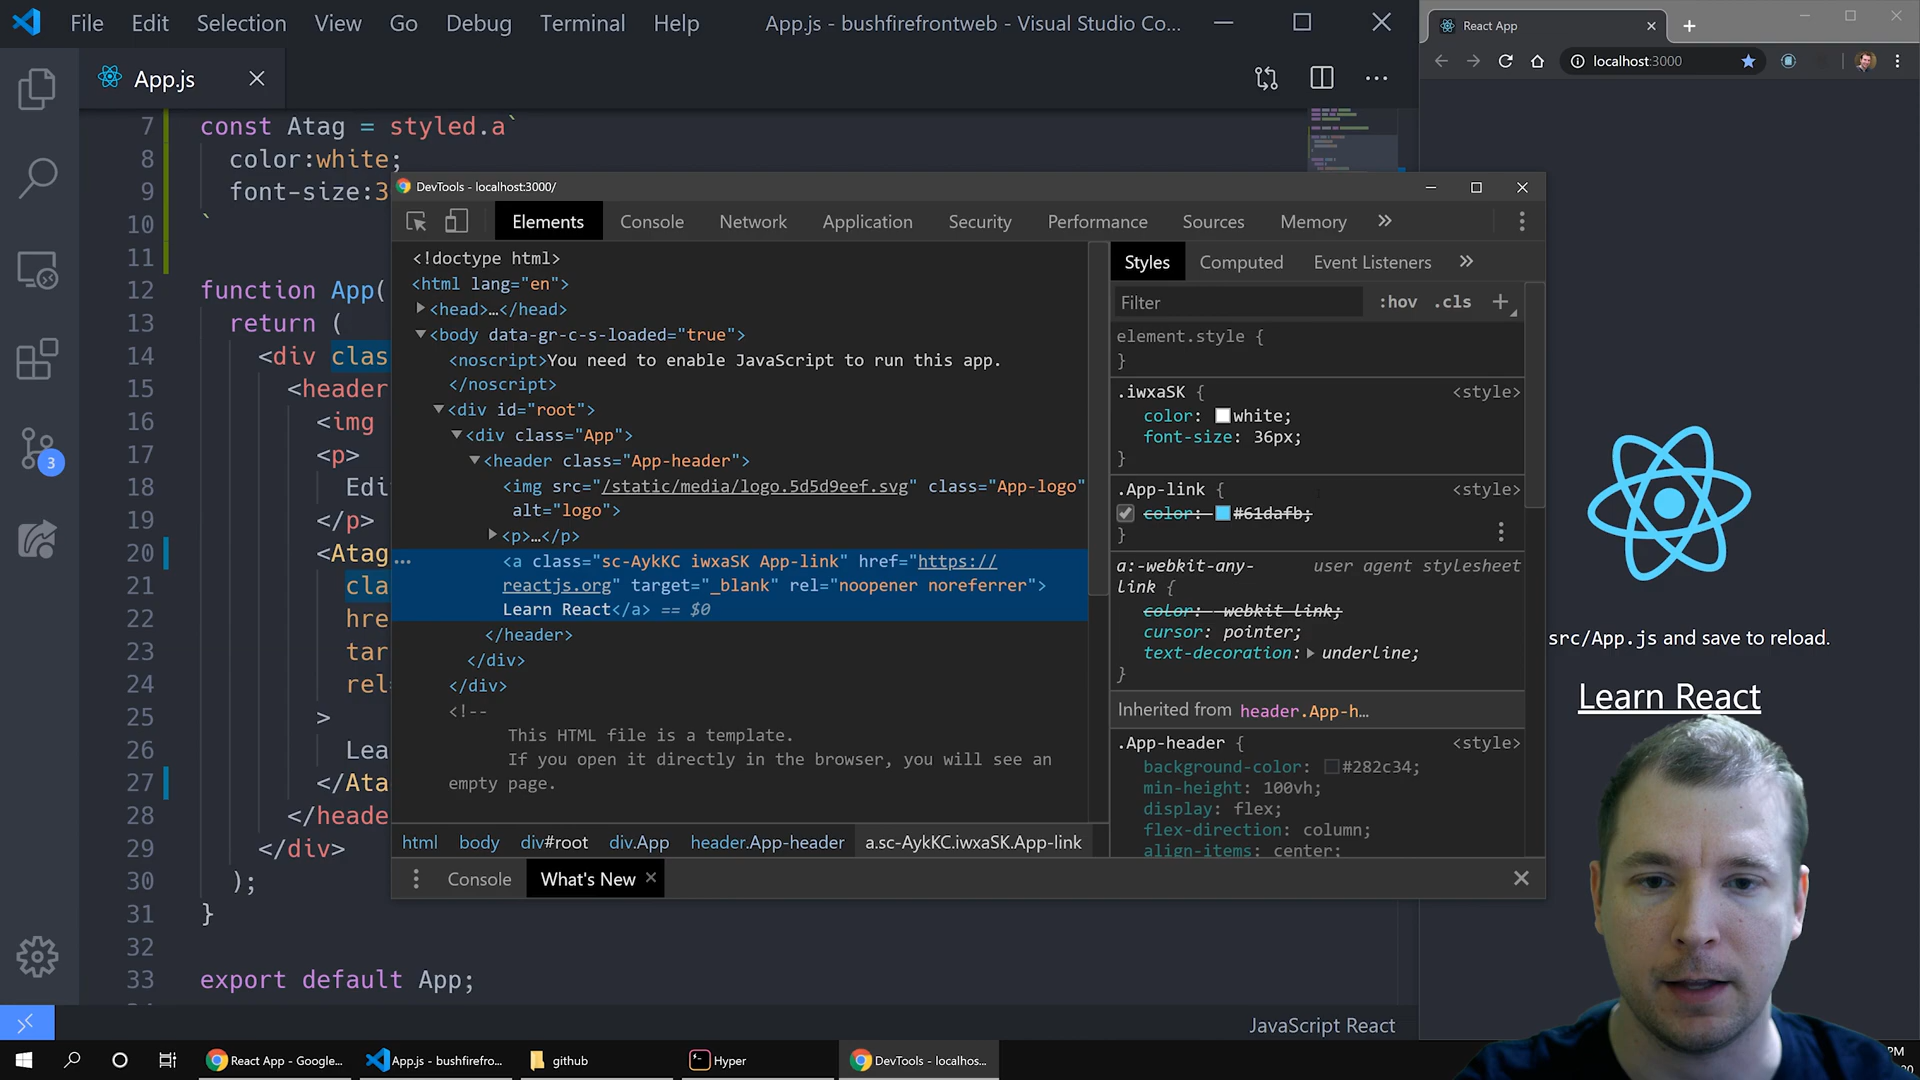 File Edit Selection View Go Debug Terminal Help App.js - bushfirefrontweb - Visual Studio Co...
App.js
7 const Atag = styled.a`
8 color:white;
9 font-size:3
10 `
11
12 function App(
13 return (
14 <div clas
15 <header
16 <img
17 <p>
18 Edi
19 </p>
20 <Atag
21 cla
22 hre
23 tar
24 rel
25 >
26 Lea
27 </Ata
28 </heade
29 </div>
30 );
31 }
32
33 export default App;
3
JavaScript React
DevTools - localhost:3000/
Elements Console Network Application Security Performance Sources Memory »
<!doctype html>
<html lang="en">
<head>…</head>
<body data-gr-c-s-loaded="true">
<noscript>You need to enable JavaScript to run this app.
</noscript>
<div id="root">
<div class="App">
<header class="App-header">
<img src="/static/media/logo.5d5d9eef.svg" class="App-logo"
alt="logo">
<p>…</p>
<a class="sc-AykKC iwxaSK App-link" href="https://
reactjs.org" target="_blank" rel="noopener noreferrer">
Learn React</a> == $0
</header>
</div>
</div>
<!--
This HTML file is a template.
If you open it directly in the browser, you will see an
empty page.
html body div#root div.App header.App-header a.sc-AykKC.iwxaSK.App-link
Console What's New
Styles Computed Event Listeners »
Filter :hov .cls +
element.style {
}
.iwxaSK { <style>
color: white;
font-size: 36px;
}
.App-link { <style>
color: #61dafb;
}
a:-webkit-any- user agent stylesheet
link {
color: -webkit-link;
cursor: pointer;
text-decoration: underline;
}
Inherited from header.App-h…
.App-header { <style>
background-color: #282c34;
min-height: 100vh;
display: flex;
flex-direction: column;
align-items: center;
React App
localhost:3000
src/App.js and save to reload.
Learn React
React App - Google... App.js - bushfirefro... github Hyper DevTools - localhos...
PM